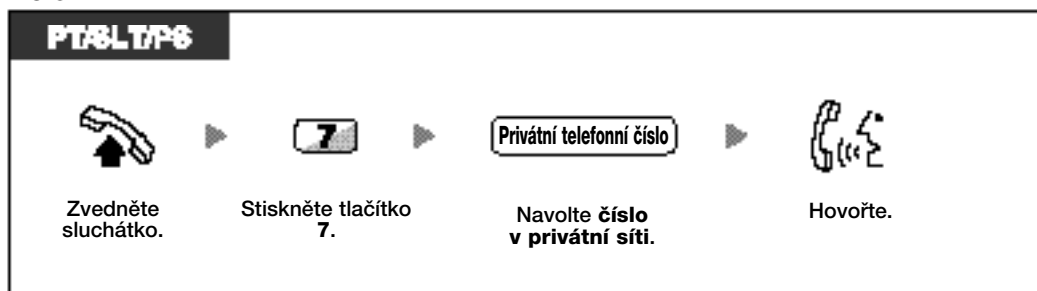 PT/SLT/PS
7
Privátní telefonní číslo
Zvedněte
sluchátko.
Stiskněte tlačítko
7.
Navolte číslo
v privátní síti.
Hovořte.